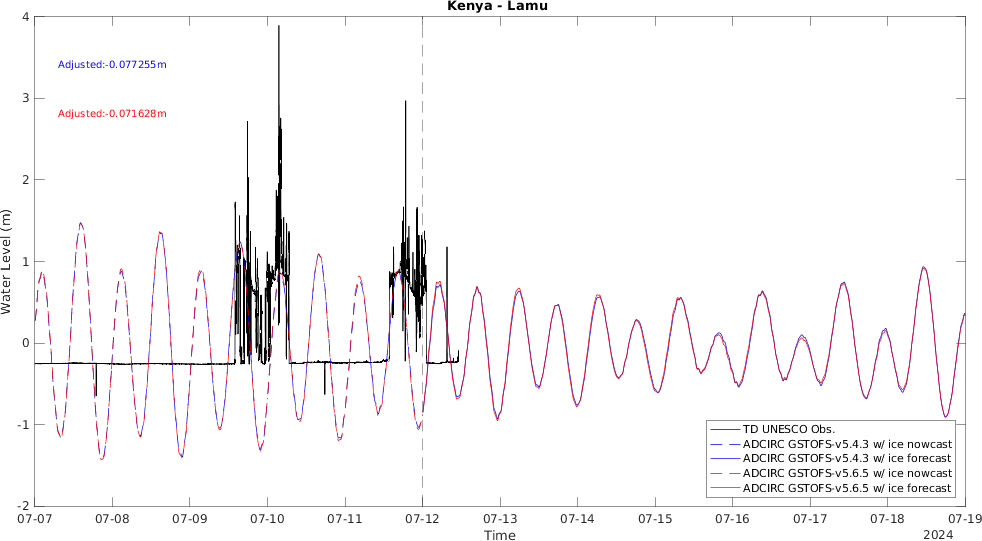 Kenya - Lamu
4
3
2
1
0
-1
-2
Water Level (m)
Adjusted:-0.077255m
Adjusted:-0.071628m
TD UNESCO Obs.
ADCIRC GSTOFS-v5.4.3 w/ ice nowcast
ADCIRC GSTOFS-v5.4.3 w/ ice forecast
ADCIRC GSTOFS-v5.6.5 w/ ice nowcast
ADCIRC GSTOFS-v5.6.5 w/ ice forecast
07-07 07-08 07-09 07-10 07-11 07-12 07-13 07-14 07-15 07-16 07-17 07-18 07-19
Time
2024